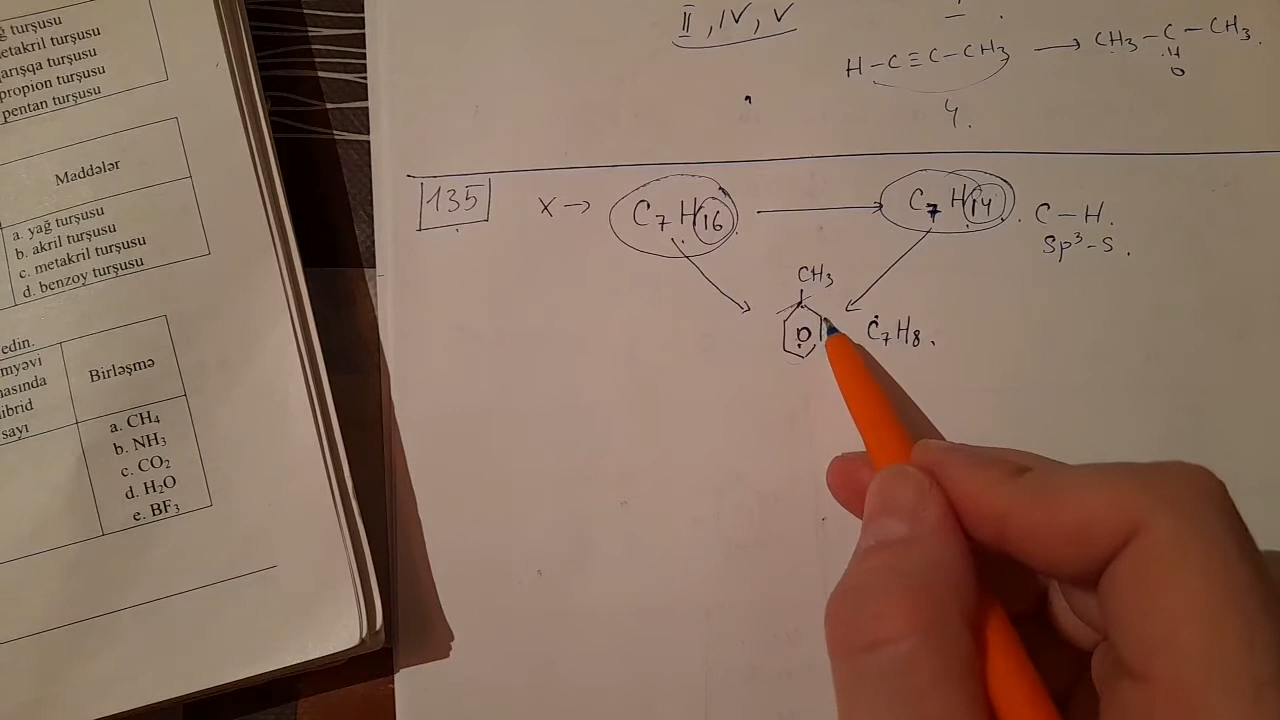 turşusu
metakril turşusu
qarışqa turşusu
propion turşusu
pentan turşusu
Maddələr
a. yağ turşusu
b. akril turşusu
c. metakril turşusu
d. benzoy turşusu
edin.
Birləşmə
sayı
a. CH₄
b. NH₃
c. CO₂
d. H₂O
e. BF₃
II, IV, V
H-C≡C-CH₃ → CH₃-C-CH₃.
O
4.
135 X→ C₇H₁₆ → C₇H₁₄. C-H.
Sp³-S.
CH₃
C₇H₈.